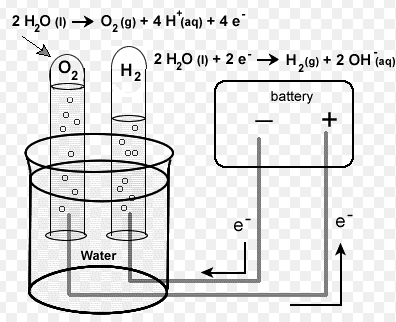 2 H₂O (l) → O₂(g) + 4 H⁺(aq) + 4 e⁻
2 H₂O (l) + 2 e⁻ → H₂(g) + 2 OH⁻(aq)
O₂
H₂
battery
− +
e⁻
e⁻
Water